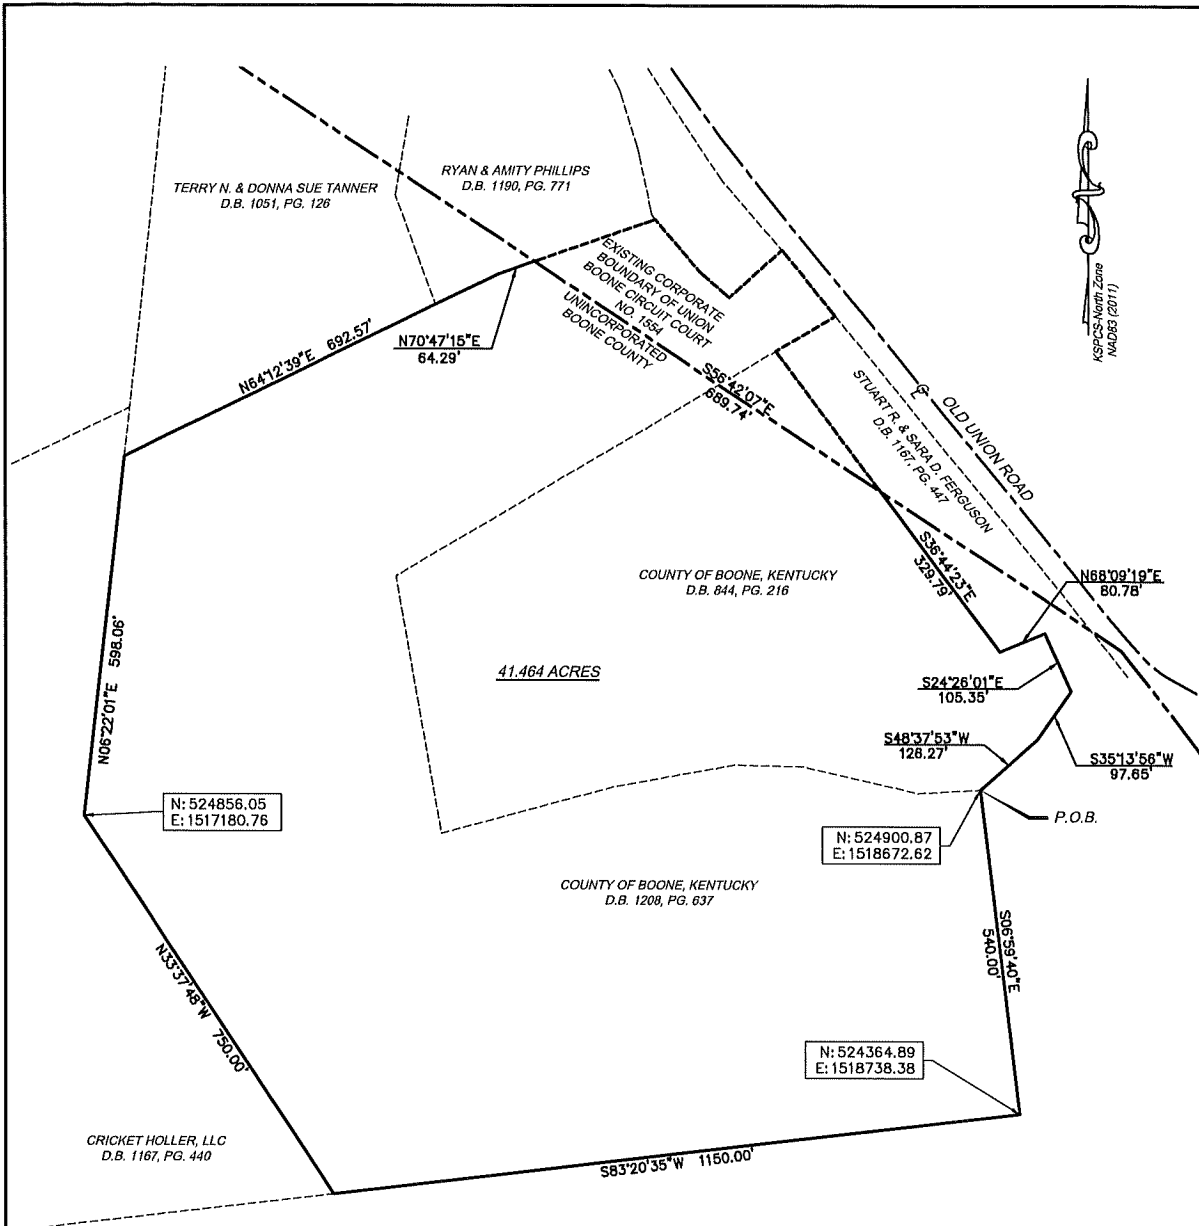 TERRY N. & DONNA SUE TANNER
D.B. 1051, PG. 126
RYAN & AMITY PHILLIPS
D.B. 1190, PG. 771
KSPCS-North Zone
NAD83 (2011)
EXISTING CORPORATE
BOUNDARY OF UNION
BOONE CIRCUIT COURT
NO. 1554
UNINCORPORATED
BOONE COUNTY
N70°47'15"E
64.29'
N64°12'39"E 692.57'
S56°42'07"E
689.74'
STUART R. & SARA D. FERGUSON
D.B. 1167, PG. 447
OLD UNION ROAD
S36°44'23"E
329.79'
COUNTY OF BOONE, KENTUCKY
D.B. 844, PG. 216
N68°09'19"E
80.78'
N06°22'01"E 598.06'
41.464 ACRES
S24°26'01"E
105.35'
S48°37'53"W
128.27'
S35°13'56"W
97.65'
N: 524856.05
E: 1517180.76
P.O.B.
N: 524900.87
E: 1518672.62
COUNTY OF BOONE, KENTUCKY
D.B. 1208, PG. 637
S06°59'40"E
540.00'
N33°37'48"W 750.00'
N: 524364.89
E: 1518738.38
CRICKET HOLLER, LLC
D.B. 1167, PG. 440
S83°20'35"W 1150.00'